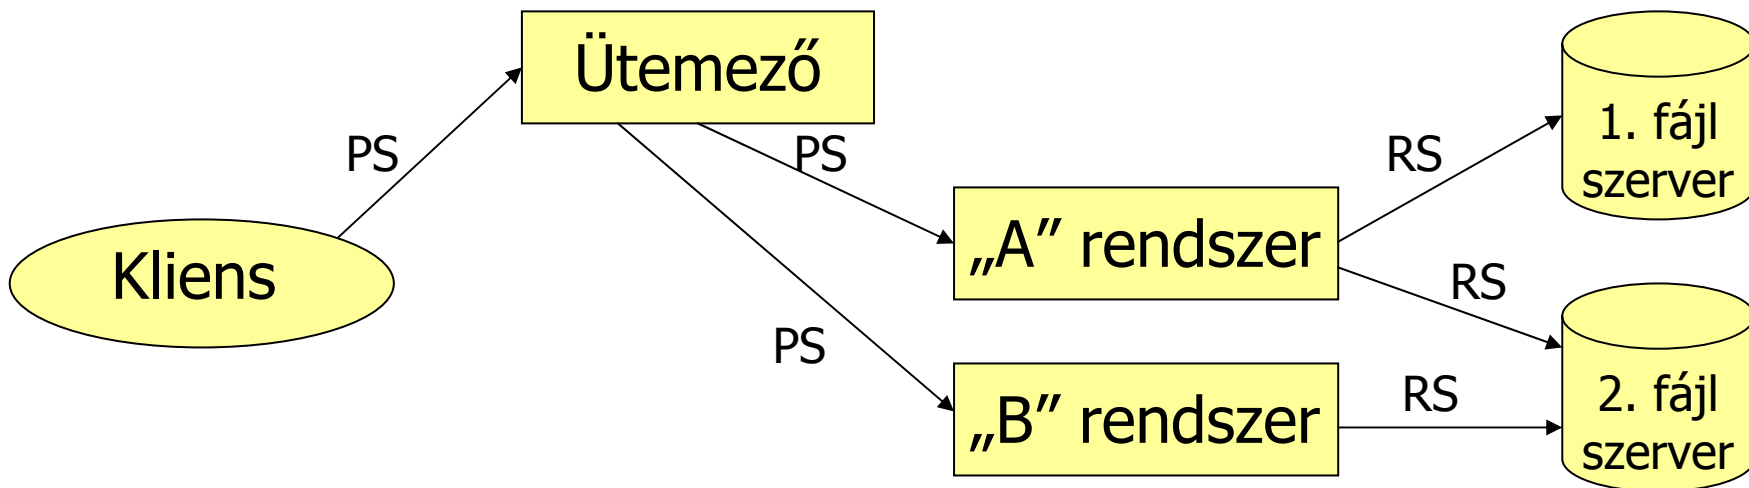 Ütemező
PS
PS
RS
1. fájl
szerver
Kliens
„A” rendszer
RS
PS
„B” rendszer
RS
2. fájl
szerver